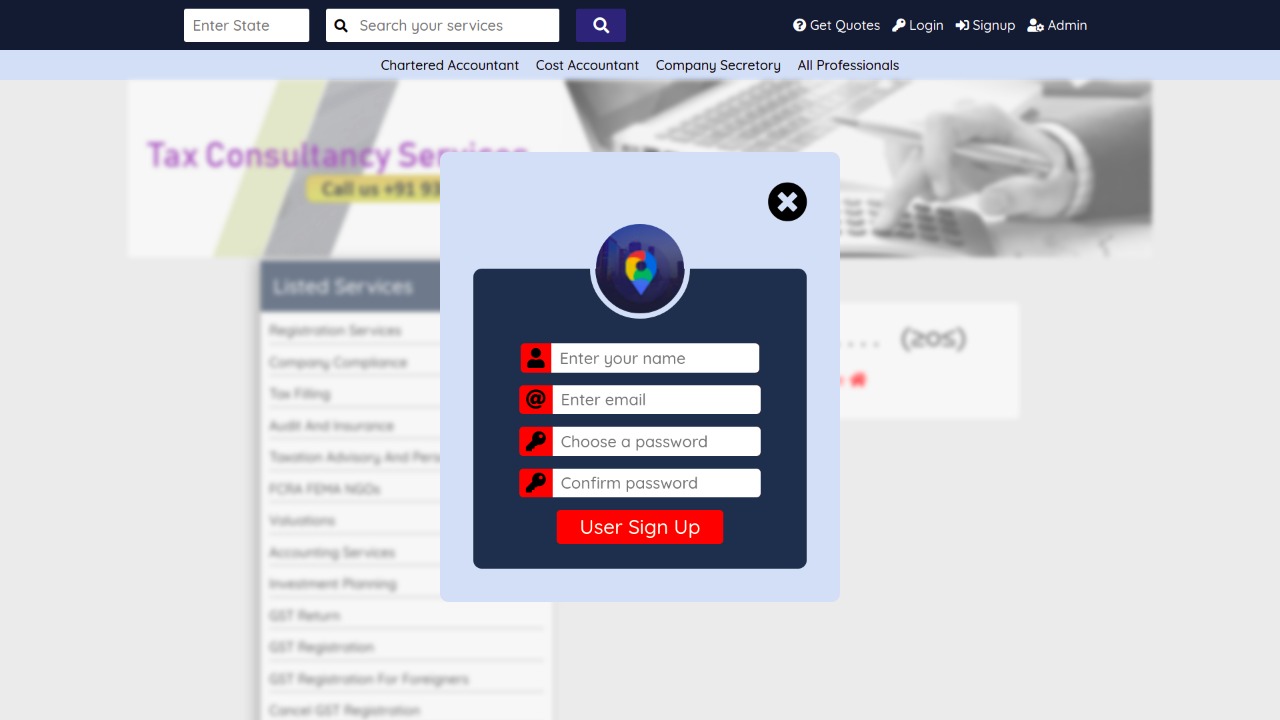 Enter State
Search your services
Get Quotes
Login
Signup
Admin
Chartered Accountant
Cost Accountant
Company Secretory
All Professionals
Tax Consultancy Services
Call us +91 93
Listed Services
Registration Services
Company Compliance
Tax Filling
Audit And Insurance
Taxation Advisory And
FCRA FEMA NGOs
Valuations
Accounting Services
Investment Planning
GST Return
GST Registration
GST Registration For Foreigners
Cancel GST Registration
.... (205)
Enter your name
Enter email
Choose a password
Confirm password
User Sign Up